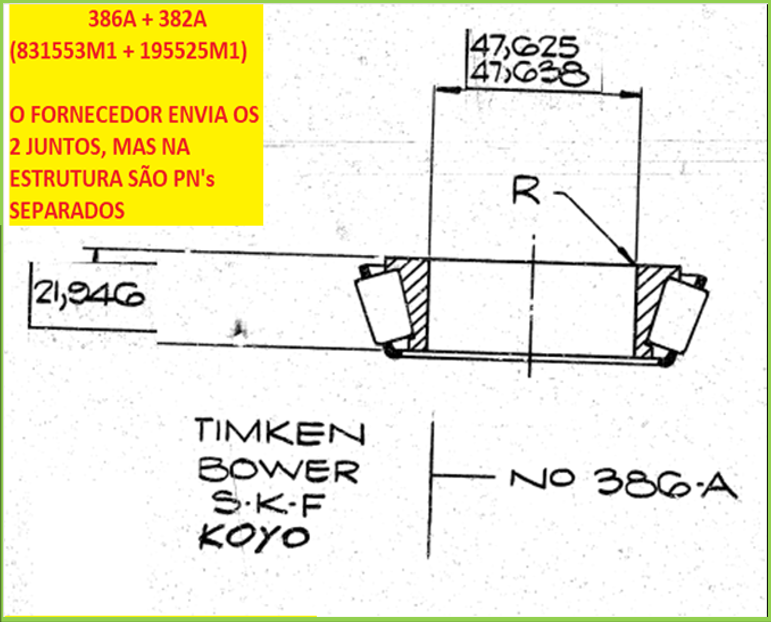 386A + 382A
(831553M1 + 195525M1)
O FORNECEDOR ENVIA OS
2 JUNTOS, MAS NA
ESTRUTURA SÃO PN's
SEPARADOS
47,625
47,638
R
21,946
TIMKEN
BOWER
S.K-F
KOYO
NO 386-A